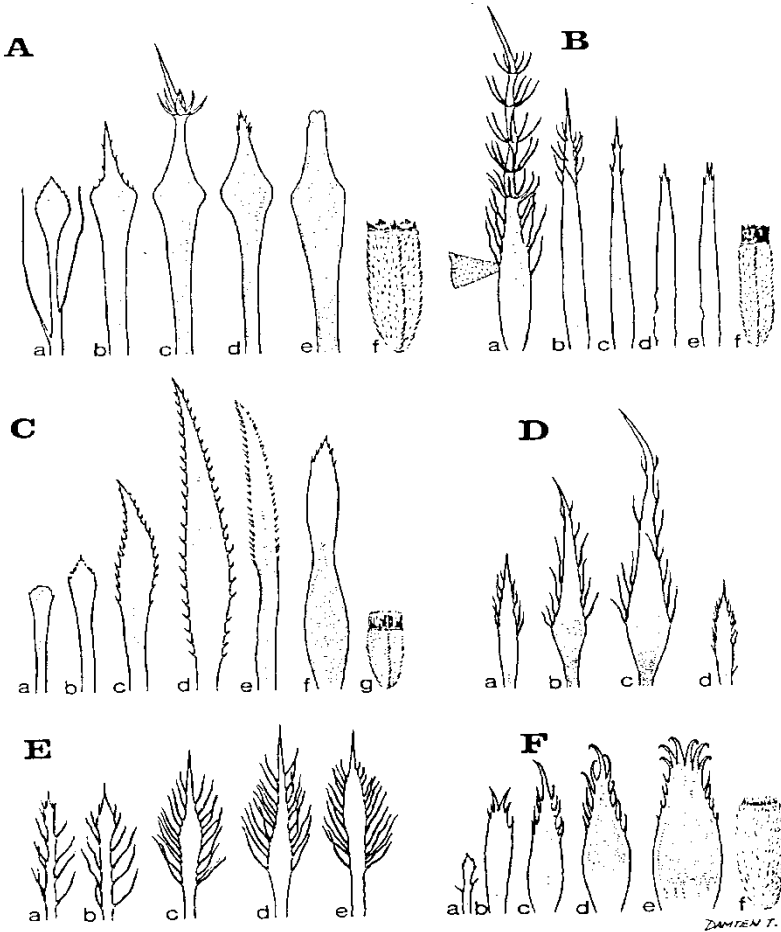 A
a b c d e f
B
a b c d e f
C
a b c d e f g
D
a b c d
E
a b c d e
F
a b c d e f
DAMIEN T.